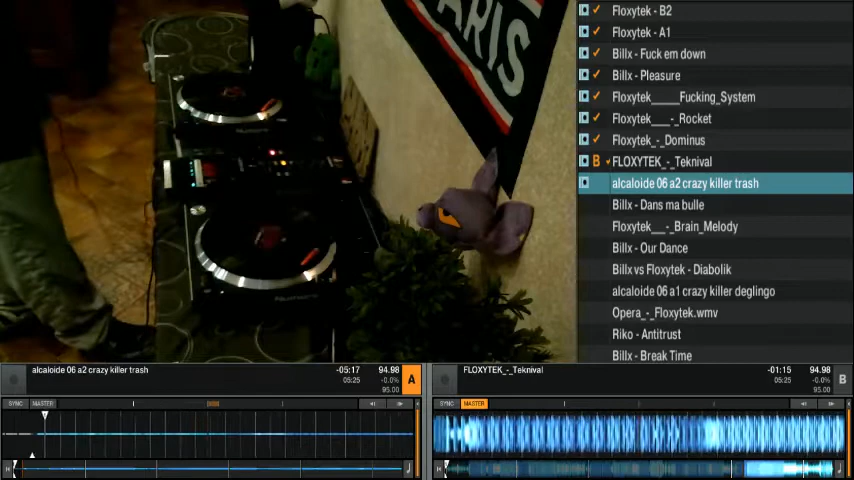 PARIS
Floxytek - B2
Floxytek - A1
Billx - Fuck em down
Billx - Pleasure
Floxytek_____Fucking_System
Floxytek___-_Rocket
Floxytek_-_Dominus
B FLOXYTEK_-_Teknival
alcaloide 06 a2 crazy killer trash
Billx - Dans ma bulle
Floxytek__-_Brain_Melody
Billx - Our Dance
Billx vs Floxytek - Diabolik
alcaloide 06 a1 crazy killer deglingo
Opera_-_Floxytek.wmv
Riko - Antitrust
Billx - Break Time
alcaloide 06 a2 crazy killer trash -05:17 94.98 A
05:25 -0.0%
95.00
SYNC MASTER
FLOXYTEK_-_Teknival -01:15 94.98 B
05:25 -0.0%
95.00
SYNC MASTER